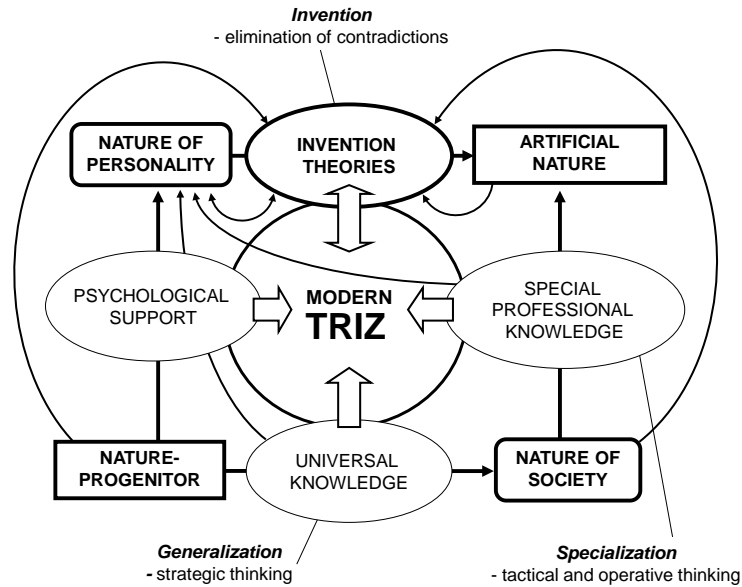 Invention
- elimination of contradictions
NATURE OF
PERSONALITY
INVENTION
THEORIES
ARTIFICIAL
NATURE
PSYCHOLOGICAL
SUPPORT
MODERN
TRIZ
SPECIAL
PROFESSIONAL
KNOWLEDGE
NATURE-
PROGENITOR
UNIVERSAL
KNOWLEDGE
NATURE OF
SOCIETY
Generalization
- strategic thinking
Specialization
- tactical and operative thinking